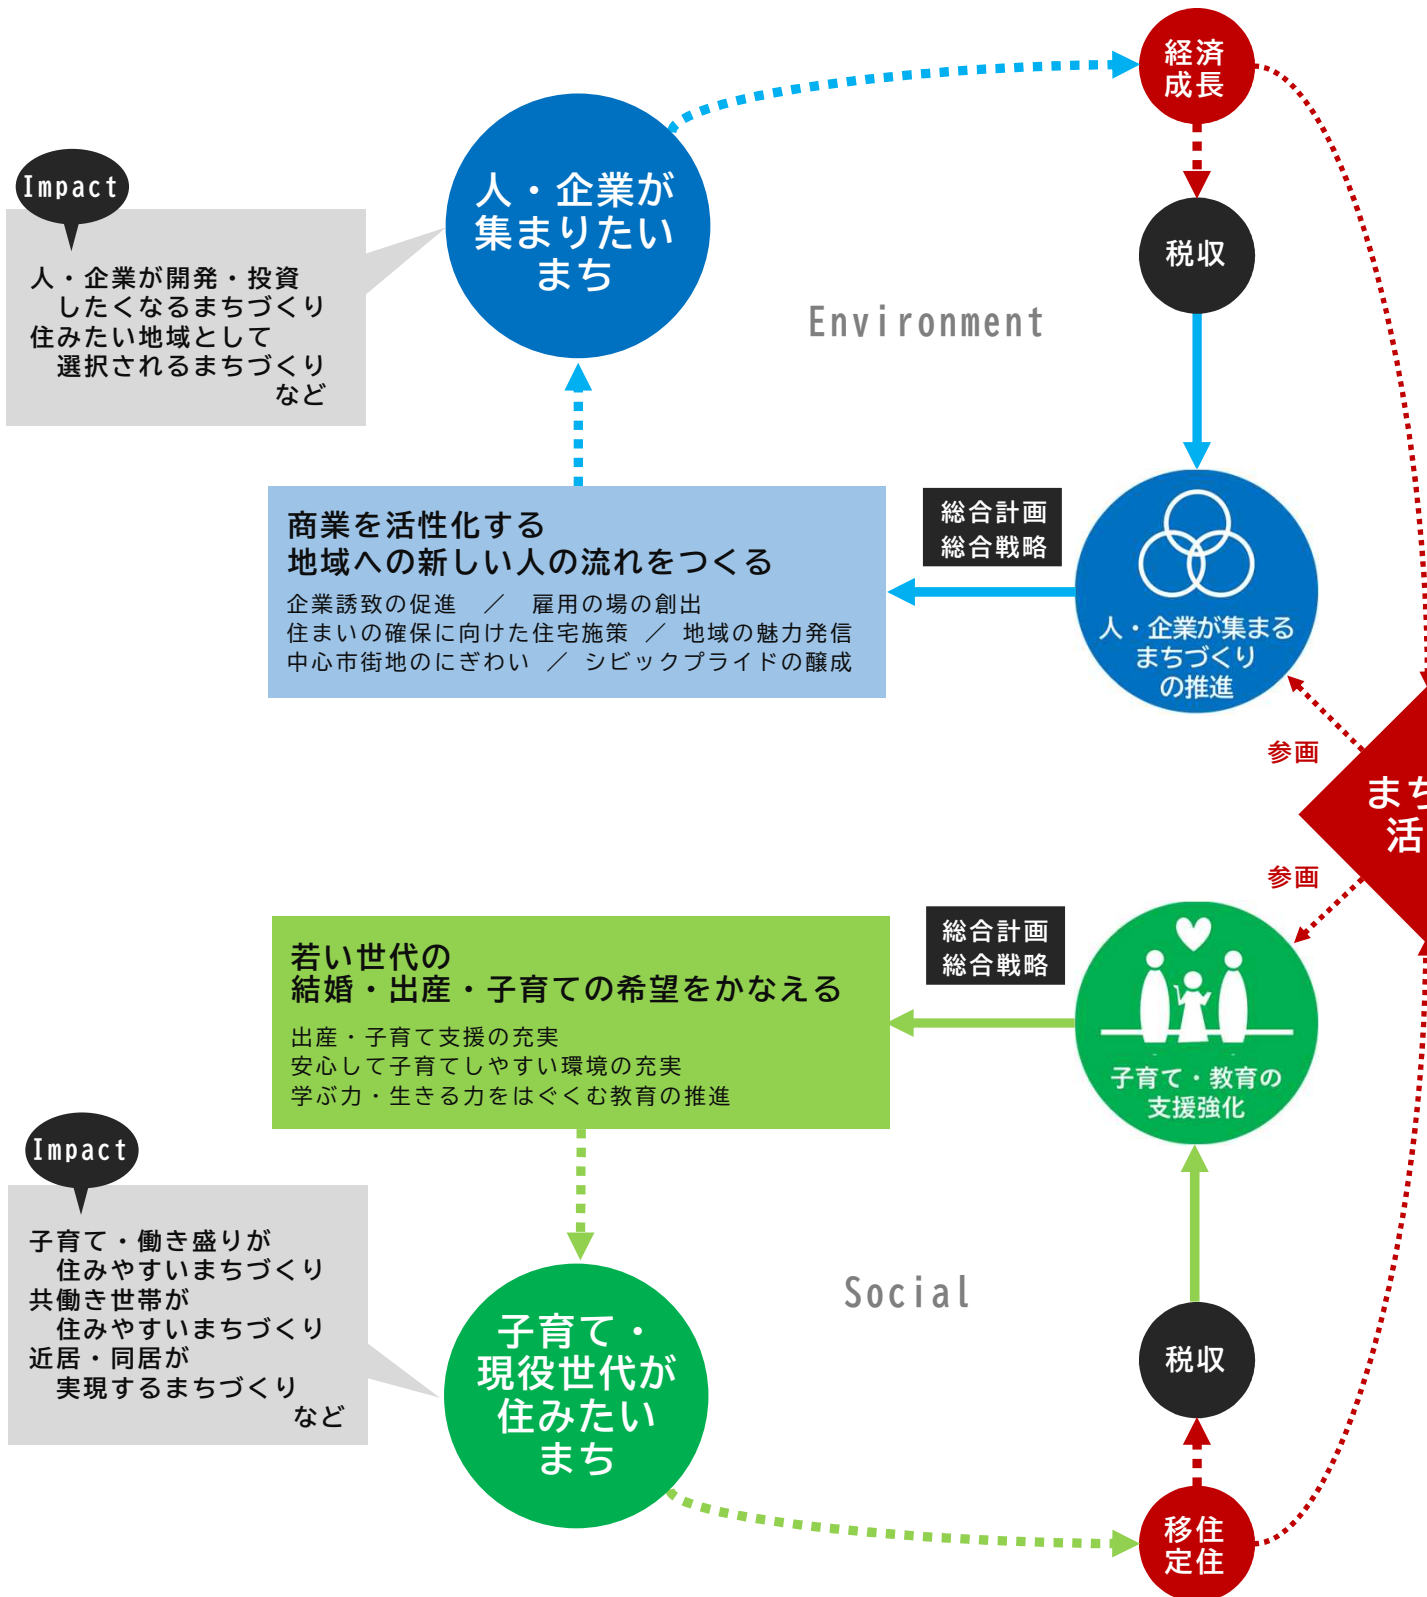 経済
成長
Impact
人・企業が
集まりたい
まち
税収
人・企業が開発・投資
したくなるまちづくり
住みたい地域として
選択されるまちづくり
など
Environment
商業を活性化する
地域への新しい人の流れをつくる
企業誘致の促進 ／ 雇用の場の創出
住まいの確保に向けた住宅施策 ／ 地域の魅力発信
中心市街地のにぎわい ／ シビックプライドの醸成
総合計画
総合戦略
人・企業が集まる
まちづくり
の推進
参画
まち
活
参画
若い世代の
結婚・出産・子育ての希望をかなえる
出産・子育て支援の充実
安心して子育てしやすい環境の充実
学ぶ力・生きる力をはぐくむ教育の推進
総合計画
総合戦略
子育て・教育の
支援強化
Impact
子育て・働き盛りが
住みやすいまちづくり
共働き世帯が
住みやすいまちづくり
近居・同居が
実現するまちづくり
など
Social
子育て・
現役世代が
住みたい
まち
税収
移住
定住